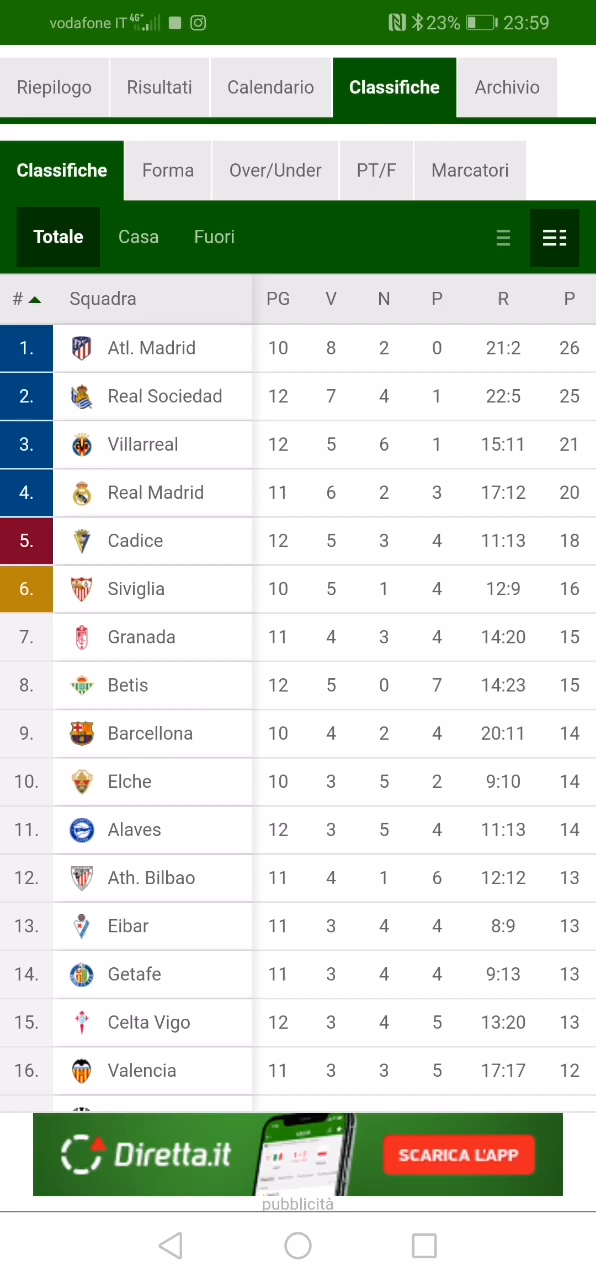 vodafone IT 4G+ 23% 23:59
Riepilogo Risultati Calendario Classifiche Archivio
Classifiche Forma Over/Under PT/F Marcatori
Totale Casa Fuori
# Squadra PG V N P R P
1. Atl. Madrid 10 8 2 0 21:2 26
2. Real Sociedad 12 7 4 1 22:5 25
3. Villarreal 12 5 6 1 15:11 21
4. Real Madrid 11 6 2 3 17:12 20
5. Cadice 12 5 3 4 11:13 18
6. Siviglia 10 5 1 4 12:9 16
7. Granada 11 4 3 4 14:20 15
8. Betis 12 5 0 7 14:23 15
9. Barcellona 10 4 2 4 20:11 14
10. Elche 10 3 5 2 9:10 14
11. Alaves 12 3 5 4 11:13 14
12. Ath. Bilbao 11 4 1 6 12:12 13
13. Eibar 11 3 4 4 8:9 13
14. Getafe 11 3 4 4 9:13 13
15. Celta Vigo 12 3 4 5 13:20 13
16. Valencia 11 3 3 5 17:17 12
Diretta.it SCARICA L'APP
pubblicità